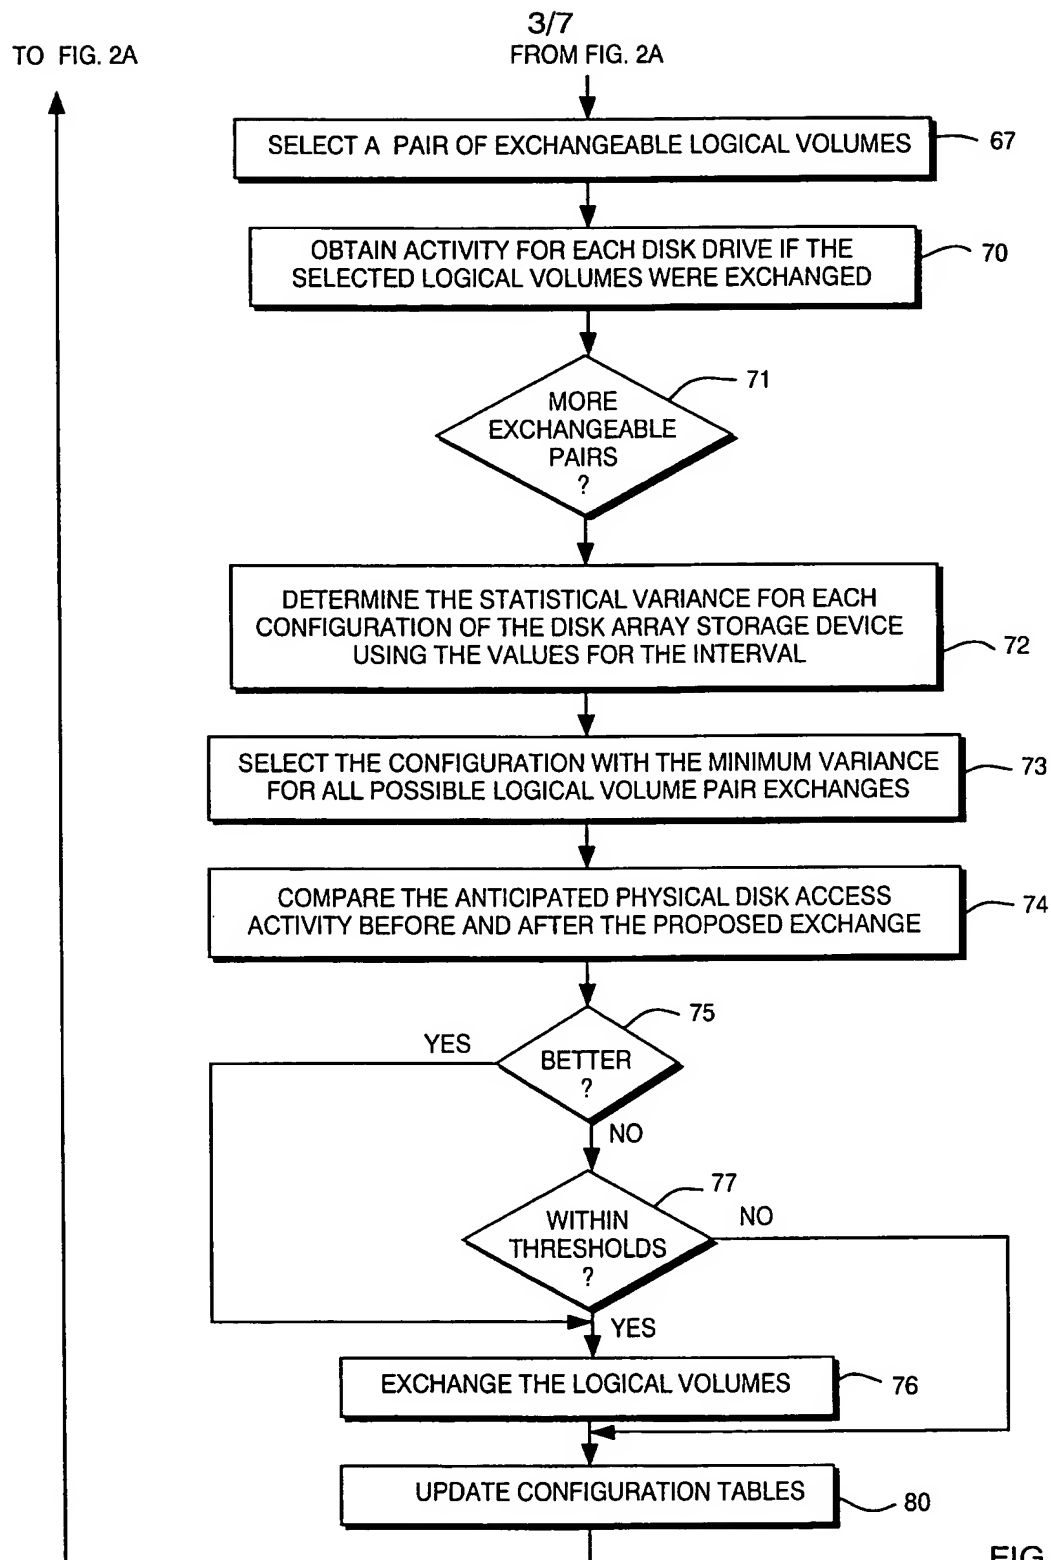 3/7
TO FIG. 2A
FROM FIG. 2A
SELECT A PAIR OF EXCHANGEABLE LOGICAL VOLUMES
67
OBTAIN ACTIVITY FOR EACH DISK DRIVE IF THE
SELECTED LOGICAL VOLUMES WERE EXCHANGED
70
MORE
EXCHANGEABLE
PAIRS
?
71
DETERMINE THE STATISTICAL VARIANCE FOR EACH
CONFIGURATION OF THE DISK ARRAY STORAGE DEVICE
USING THE VALUES FOR THE INTERVAL
72
SELECT THE CONFIGURATION WITH THE MINIMUM VARIANCE
FOR ALL POSSIBLE LOGICAL VOLUME PAIR EXCHANGES
73
COMPARE THE ANTICIPATED PHYSICAL DISK ACCESS
ACTIVITY BEFORE AND AFTER THE PROPOSED EXCHANGE
74
75
YES
BETTER
?
NO
77
WITHIN
THRESHOLDS
?
NO
YES
EXCHANGE THE LOGICAL VOLUMES
76
UPDATE CONFIGURATION TABLES
80
FIG